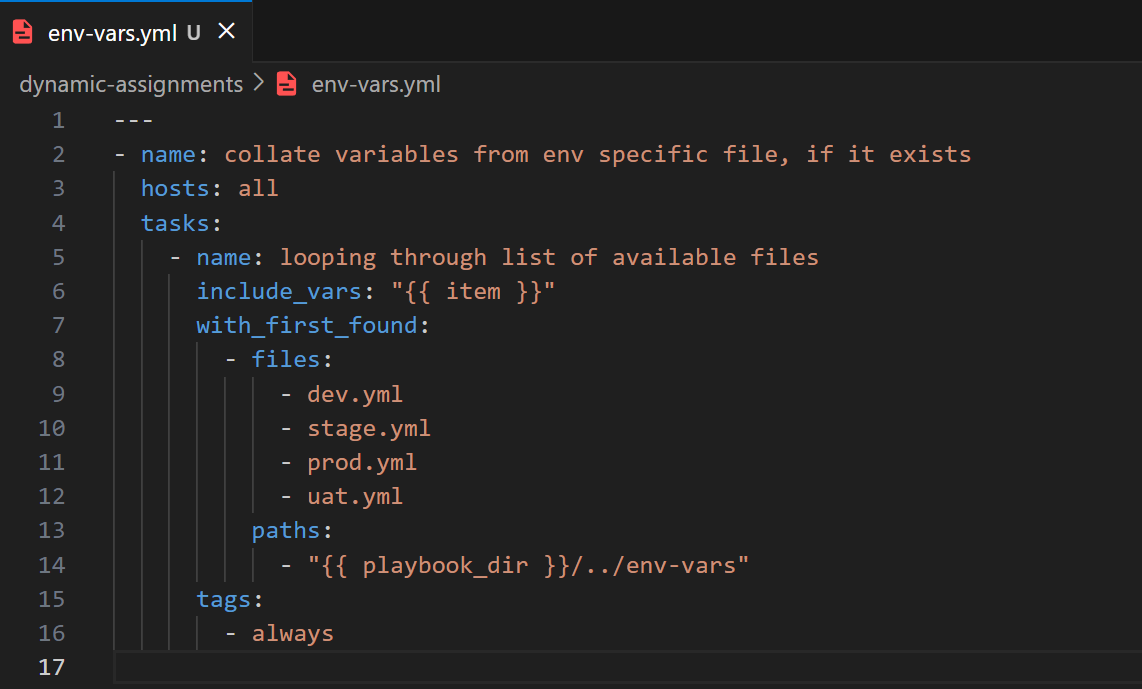 env-vars.yml U
dynamic-assignments > env-vars.yml
1 ---
2 - name: collate variables from env specific file, if it exists
3   hosts: all
4   tasks:
5     - name: looping through list of available files
6       include_vars: "{{ item }}"
7       with_first_found:
8         - files:
9             - dev.yml
10             - stage.yml
11             - prod.yml
12             - uat.yml
13           paths:
14             - "{{ playbook_dir }}/../env-vars"
15       tags:
16         - always
17